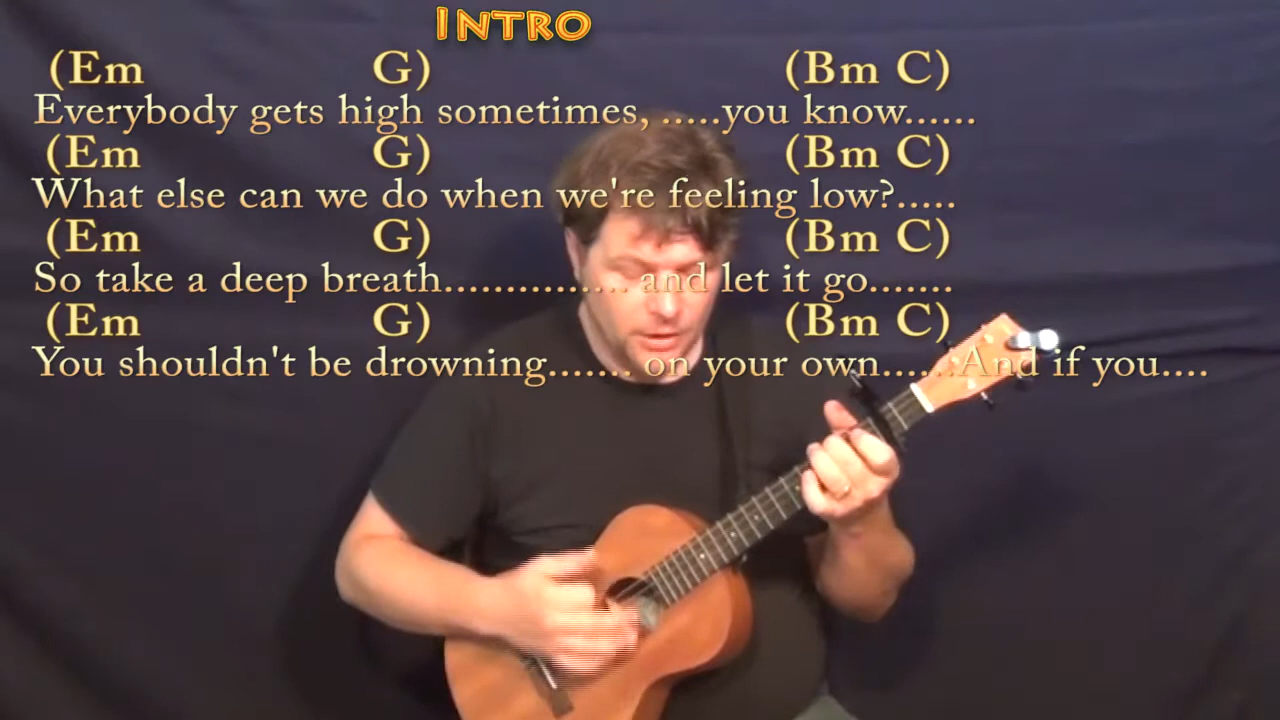 INTRO
(Em G) (Bm C)
Everybody gets high sometimes, .....you know......
(Em G) (Bm C)
What else can we do when we're feeling low?.....
(Em G) (Bm C)
So take a deep breath............... and let it go.......
(Em G) (Bm C)
You shouldn't be drowning....... on your own......And if you....